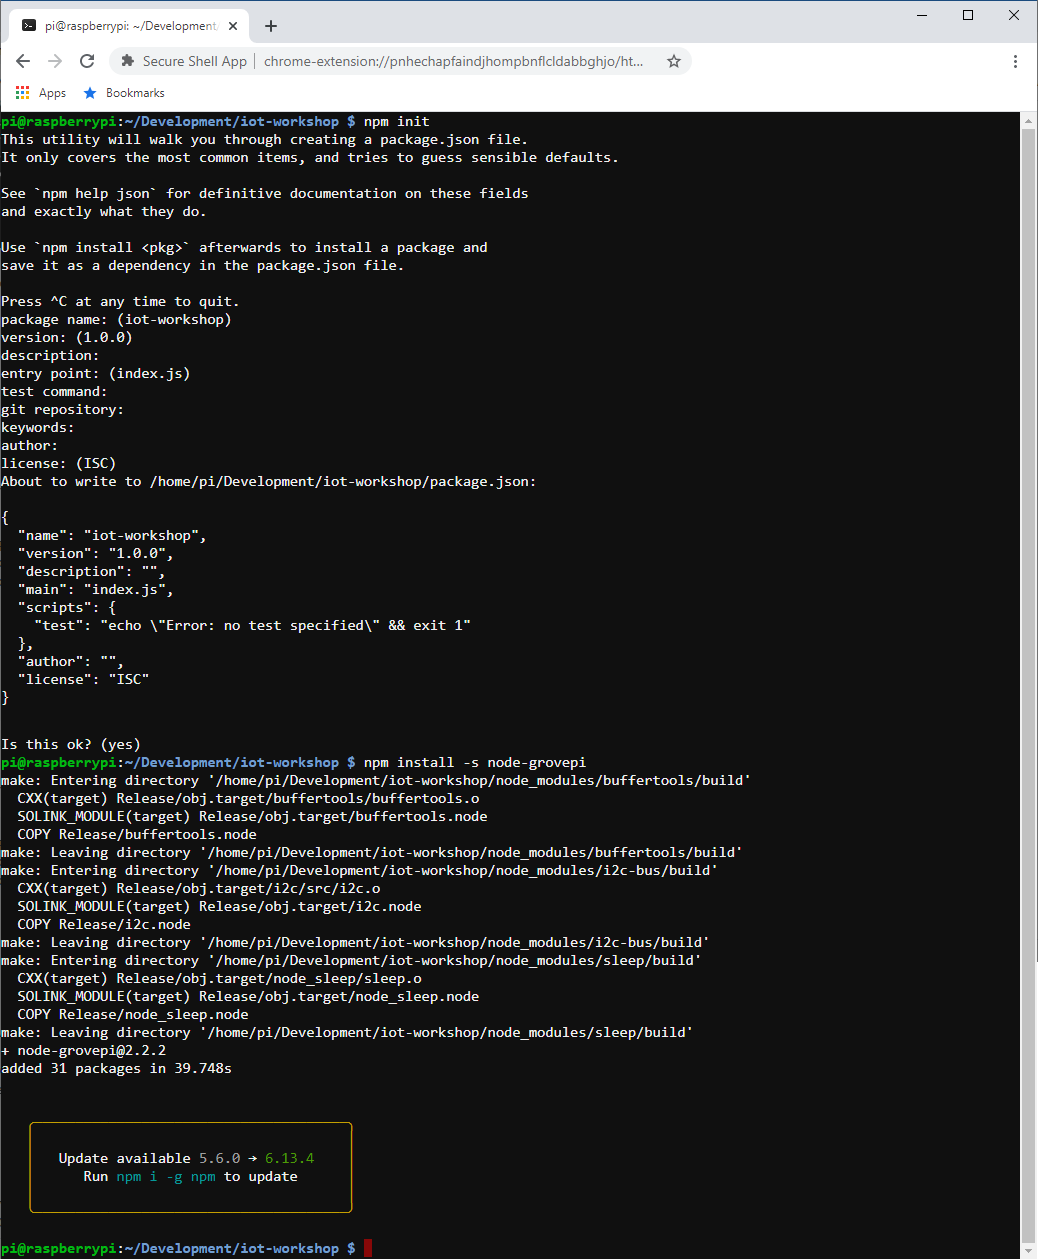 pi@raspberrypi: ~/Development/
Secure Shell App | chrome-extension://pnhechapfaindjhompbnflcldabbghjo/ht...
Apps Bookmarks
pi@raspberrypi:~/Development/iot-workshop $ npm init
This utility will walk you through creating a package.json file.
It only covers the most common items, and tries to guess sensible defaults.
See `npm help json` for definitive documentation on these fields
and exactly what they do.
Use `npm install <pkg>` afterwards to install a package and
save it as a dependency in the package.json file.
Press ^C at any time to quit.
package name: (iot-workshop)
version: (1.0.0)
description:
entry point: (index.js)
test command:
git repository:
keywords:
author:
license: (ISC)
About to write to /home/pi/Development/iot-workshop/package.json:
{
  "name": "iot-workshop",
  "version": "1.0.0",
  "description": "",
  "main": "index.js",
  "scripts": {
    "test": "echo \"Error: no test specified\" && exit 1"
  },
  "author": "",
  "license": "ISC"
}
Is this ok? (yes)
pi@raspberrypi:~/Development/iot-workshop $ npm install -s node-grovepi
make: Entering directory '/home/pi/Development/iot-workshop/node_modules/buffertools/build'
  CXX(target) Release/obj.target/buffertools/buffertools.o
  SOLINK_MODULE(target) Release/obj.target/buffertools.node
  COPY Release/buffertools.node
make: Leaving directory '/home/pi/Development/iot-workshop/node_modules/buffertools/build'
make: Entering directory '/home/pi/Development/iot-workshop/node_modules/i2c-bus/build'
  CXX(target) Release/obj.target/i2c/src/i2c.o
  SOLINK_MODULE(target) Release/obj.target/i2c.node
  COPY Release/i2c.node
make: Leaving directory '/home/pi/Development/iot-workshop/node_modules/i2c-bus/build'
make: Entering directory '/home/pi/Development/iot-workshop/node_modules/sleep/build'
  CXX(target) Release/obj.target/node_sleep/sleep.o
  SOLINK_MODULE(target) Release/obj.target/node_sleep.node
  COPY Release/node_sleep.node
make: Leaving directory '/home/pi/Development/iot-workshop/node_modules/sleep/build'
+ node-grovepi@2.2.2
added 31 packages in 39.748s
Update available 5.6.0 → 6.13.4
Run npm i -g npm to update
pi@raspberrypi:~/Development/iot-workshop $